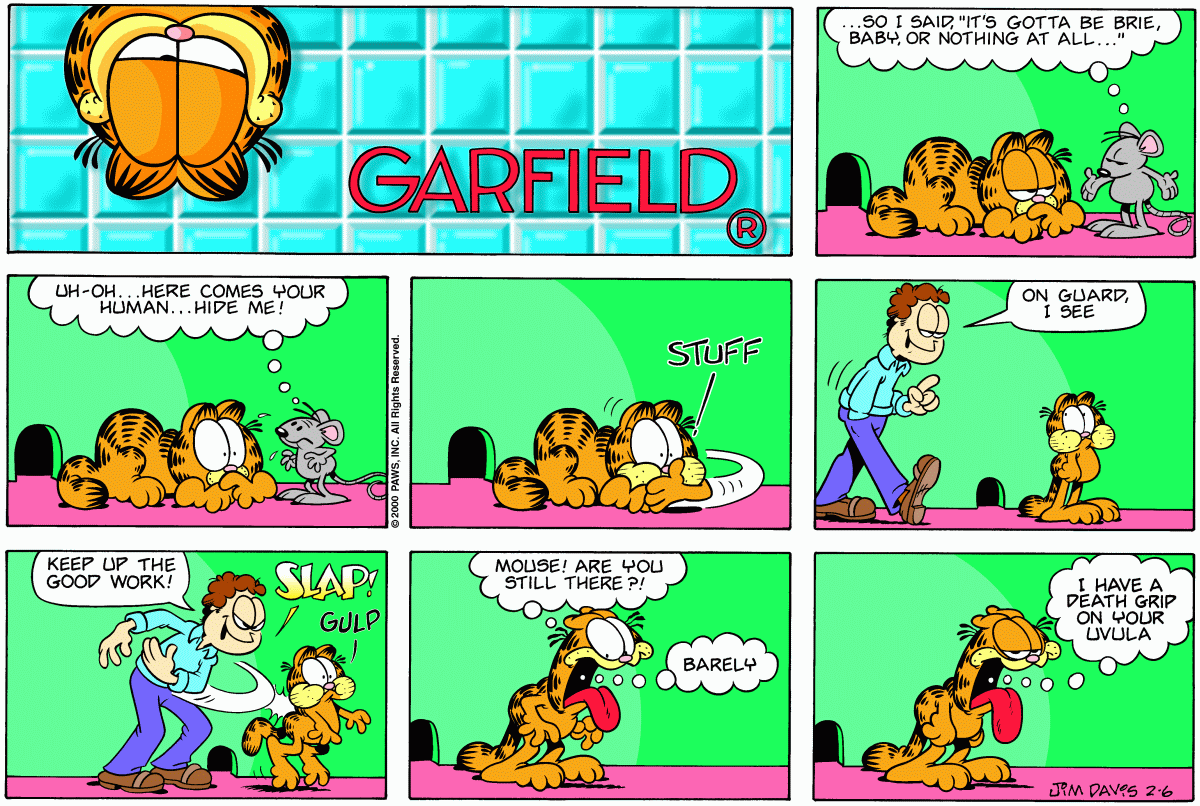 GARFIELD
®
...SO I SAID, "IT'S GOTTA BE BRIE,
BABY, OR NOTHING AT ALL..."
UH-OH...HERE COMES YOUR
HUMAN...HIDE ME!
© 2000 PAWS, INC. All Rights Reserved.
STUFF
ON GUARD,
I SEE
KEEP UP THE
GOOD WORK!
SLAP!
GULP
MOUSE! ARE YOU
STILL THERE?!
BARELY
I HAVE A
DEATH GRIP
ON YOUR
UVULA
JIM DAVIS 2-6